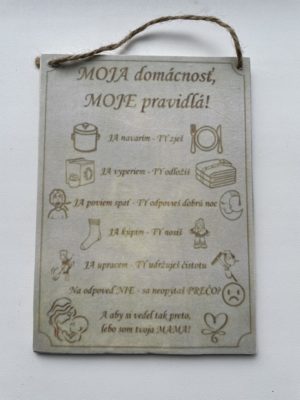 MOJA domácnosť,
MOJE pravidlá!
JA navarím - TY zješ
JA vyperiem - TY odložíš
JA poviem spať - TY odpovieš dobrú noc
JA kúpim - TY nosíš
JA upracem - TY udržuješ čistotu
Na odpoveď NIE - sa neopýtaš PREČO?
A aby si vedel tak preto,
lebo som tvoja MAMA!